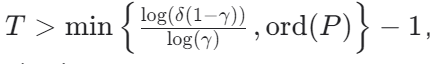 T > min { log(δ(1−γ)) / log(γ) , ord(P) } − 1,